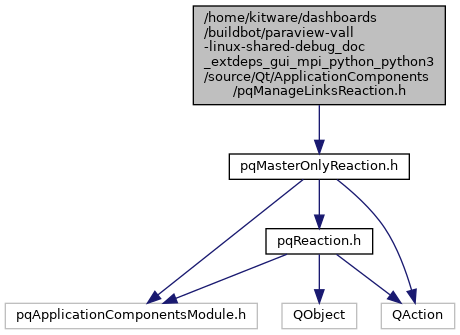 /home/kitware/dashboards
/buildbot/paraview-vall
-linux-shared-debug_doc
_extdeps_gui_mpi_python_python3
/source/Qt/ApplicationComponents
/pqManageLinksReaction.h
pqMasterOnlyReaction.h
pqReaction.h
pqApplicationComponentsModule.h
QObject
QAction